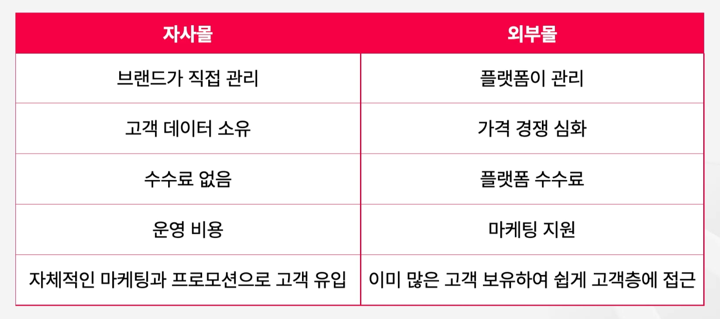 자사몰 외부몰
브랜드가 직접 관리 플랫폼이 관리
고객 데이터 소유 가격 경쟁 심화
수수료 없음 플랫폼 수수료
운영 비용 마케팅 지원
자체적인 마케팅과 프로모션으로 고객 유입 이미 많은 고객 보유하여 쉽게 고객층에 접근